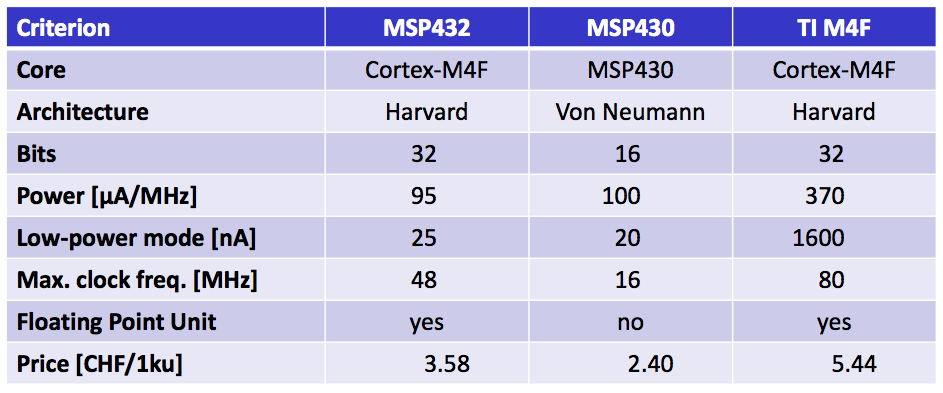 Criterion MSP432 MSP430 TI M4F
Core Cortex-M4F MSP430 Cortex-M4F
Architecture Harvard Von Neumann Harvard
Bits 32 16 32
Power [µA/MHz] 95 100 370
Low-power mode [nA] 25 20 1600
Max. clock freq. [MHz] 48 16 80
Floating Point Unit yes no yes
Price [CHF/1ku] 3.58 2.40 5.44